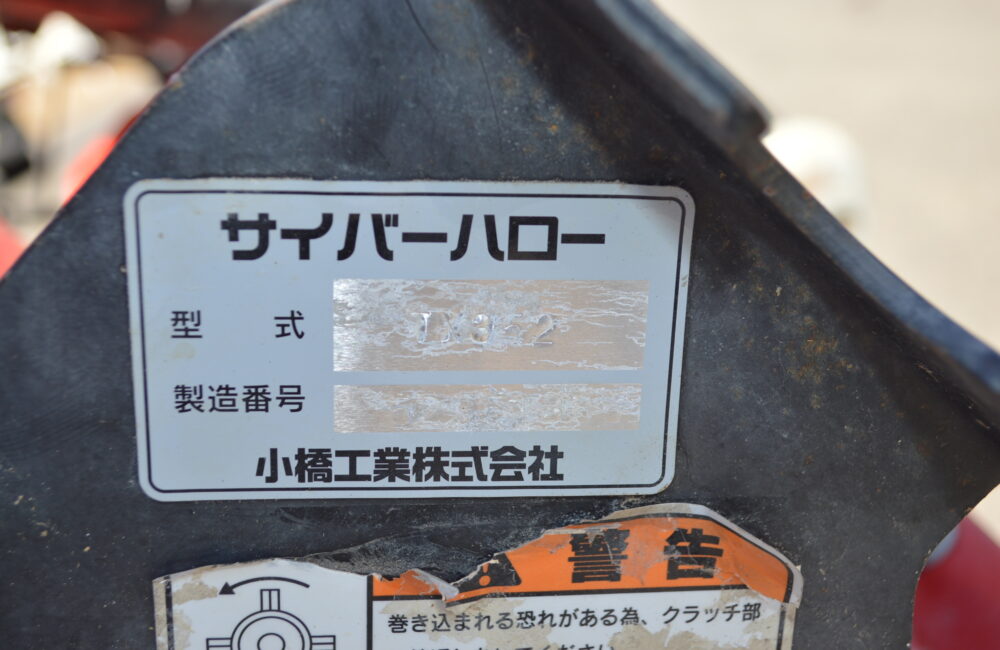 サイバーハロー
型 式
製造番号
小橋工業株式会社
警告
巻き込まれる恐れがある為、クラッチ部